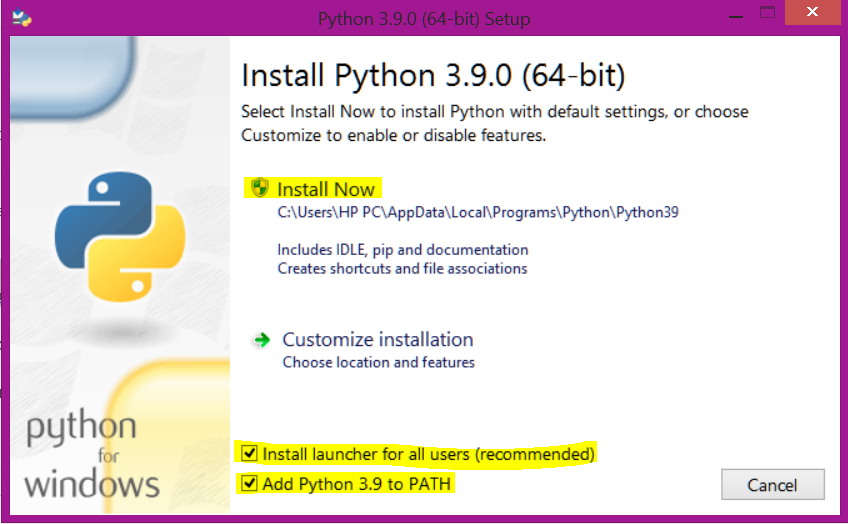 Python 3.9.0 (64-bit) Setup
Install Python 3.9.0 (64-bit)
Select Install Now to install Python with default settings, or choose
Customize to enable or disable features.
Install Now
C:\Users\HP PC\AppData\Local\Programs\Python\Python39
Includes IDLE, pip and documentation
Creates shortcuts and file associations
Customize installation
Choose location and features
python
for
windows
Install launcher for all users (recommended)
Add Python 3.9 to PATH
Cancel